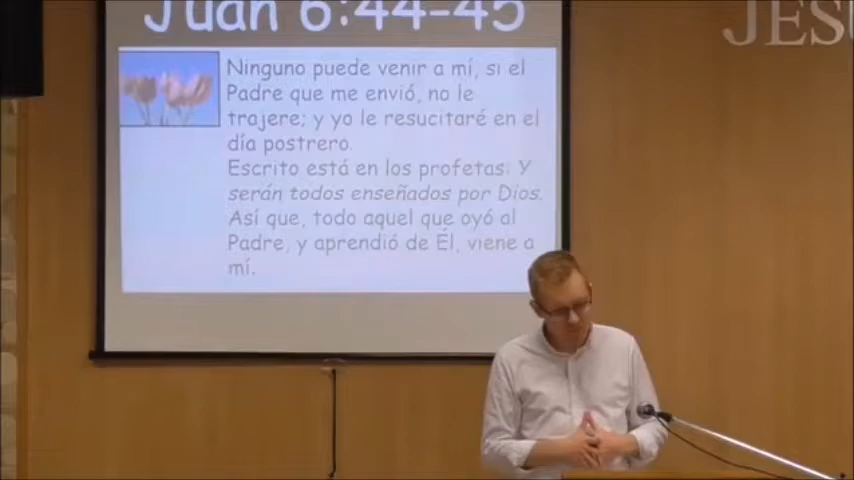 Juan 6:44-45
Ninguno puede venir a mí, si el
Padre que me envió, no le
trajere; y yo le resucitaré en el
día postrero.
Escrito está en los profetas: Y
serán todos enseñados por Dios.
Así que, todo aquel que oyó al
Padre, y aprendió de Él, viene a
mí.